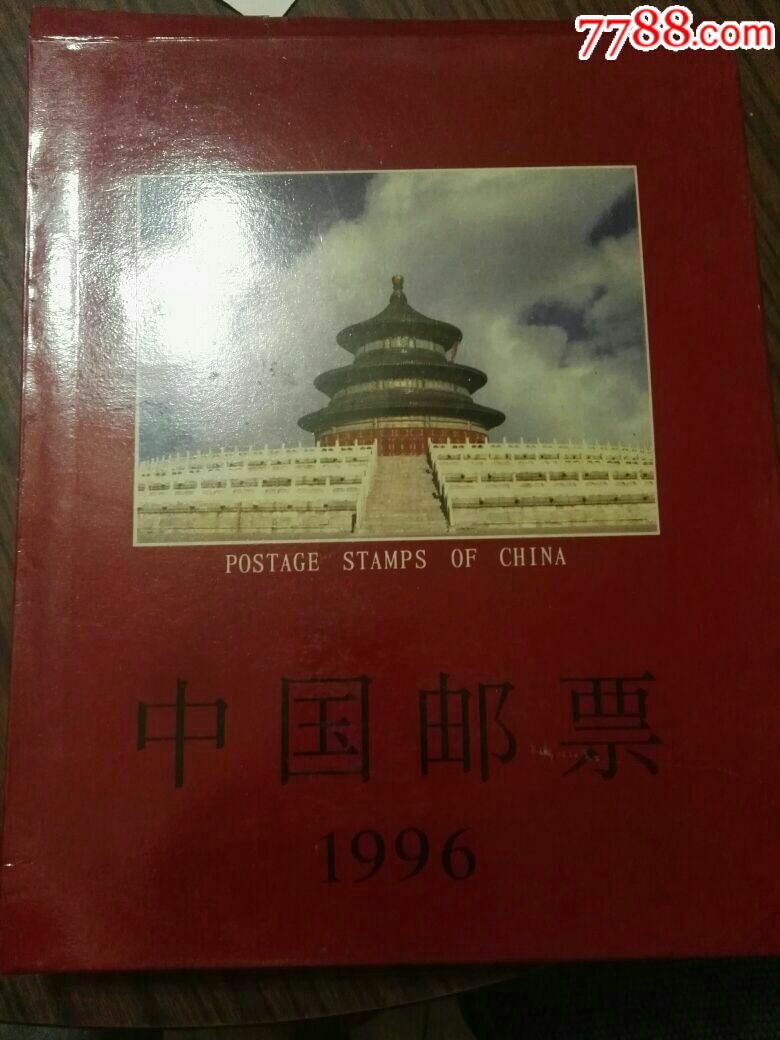 7788.com
POSTAGE STAMPS OF CHINA
中国邮票
1996